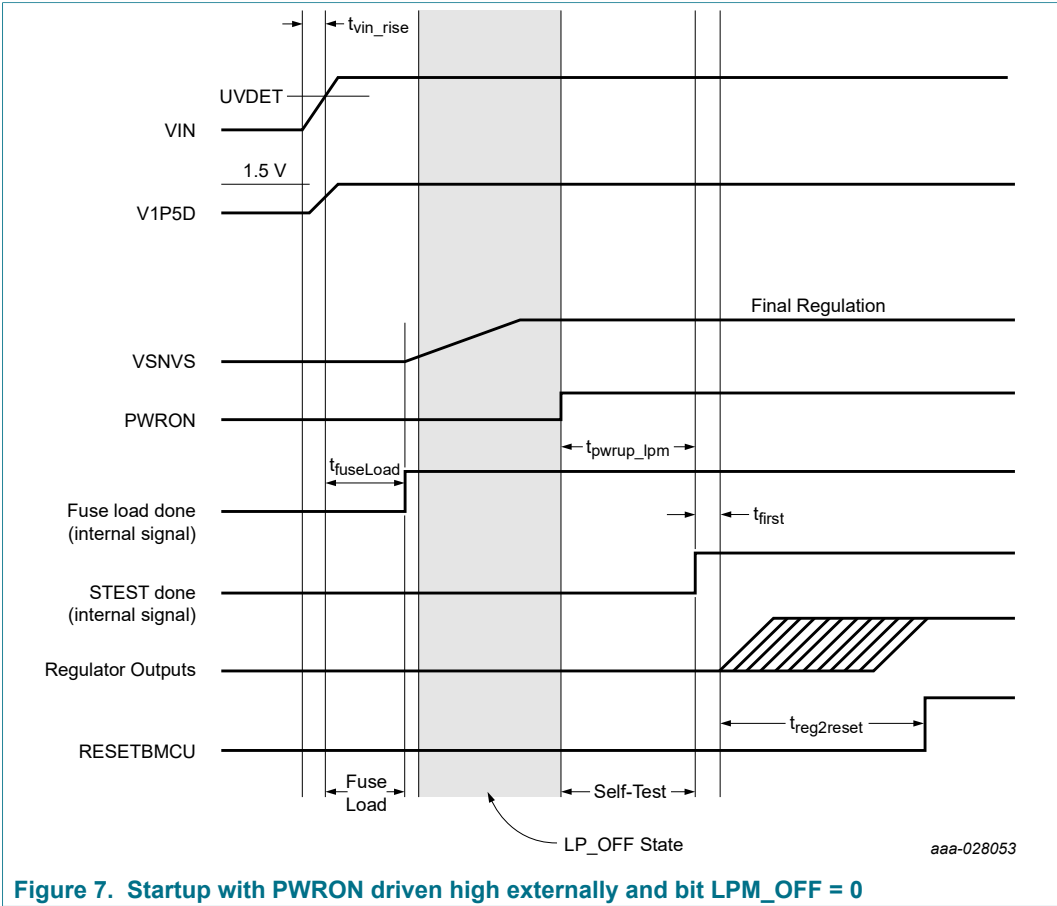 tvin_rise
UVDET
VIN
1.5 V
V1P5D
Final Regulation
VSNVS
PWRON
tpwrup_lpm
tfuseLoad
Fuse load done
(internal signal)
tfirst
STEST done
(internal signal)
Regulator Outputs
treg2reset
RESETBMCU
Fuse
Load
Self-Test
LP_OFF State
aaa-028053
Figure 7. Startup with PWRON driven high externally and bit LPM_OFF = 0